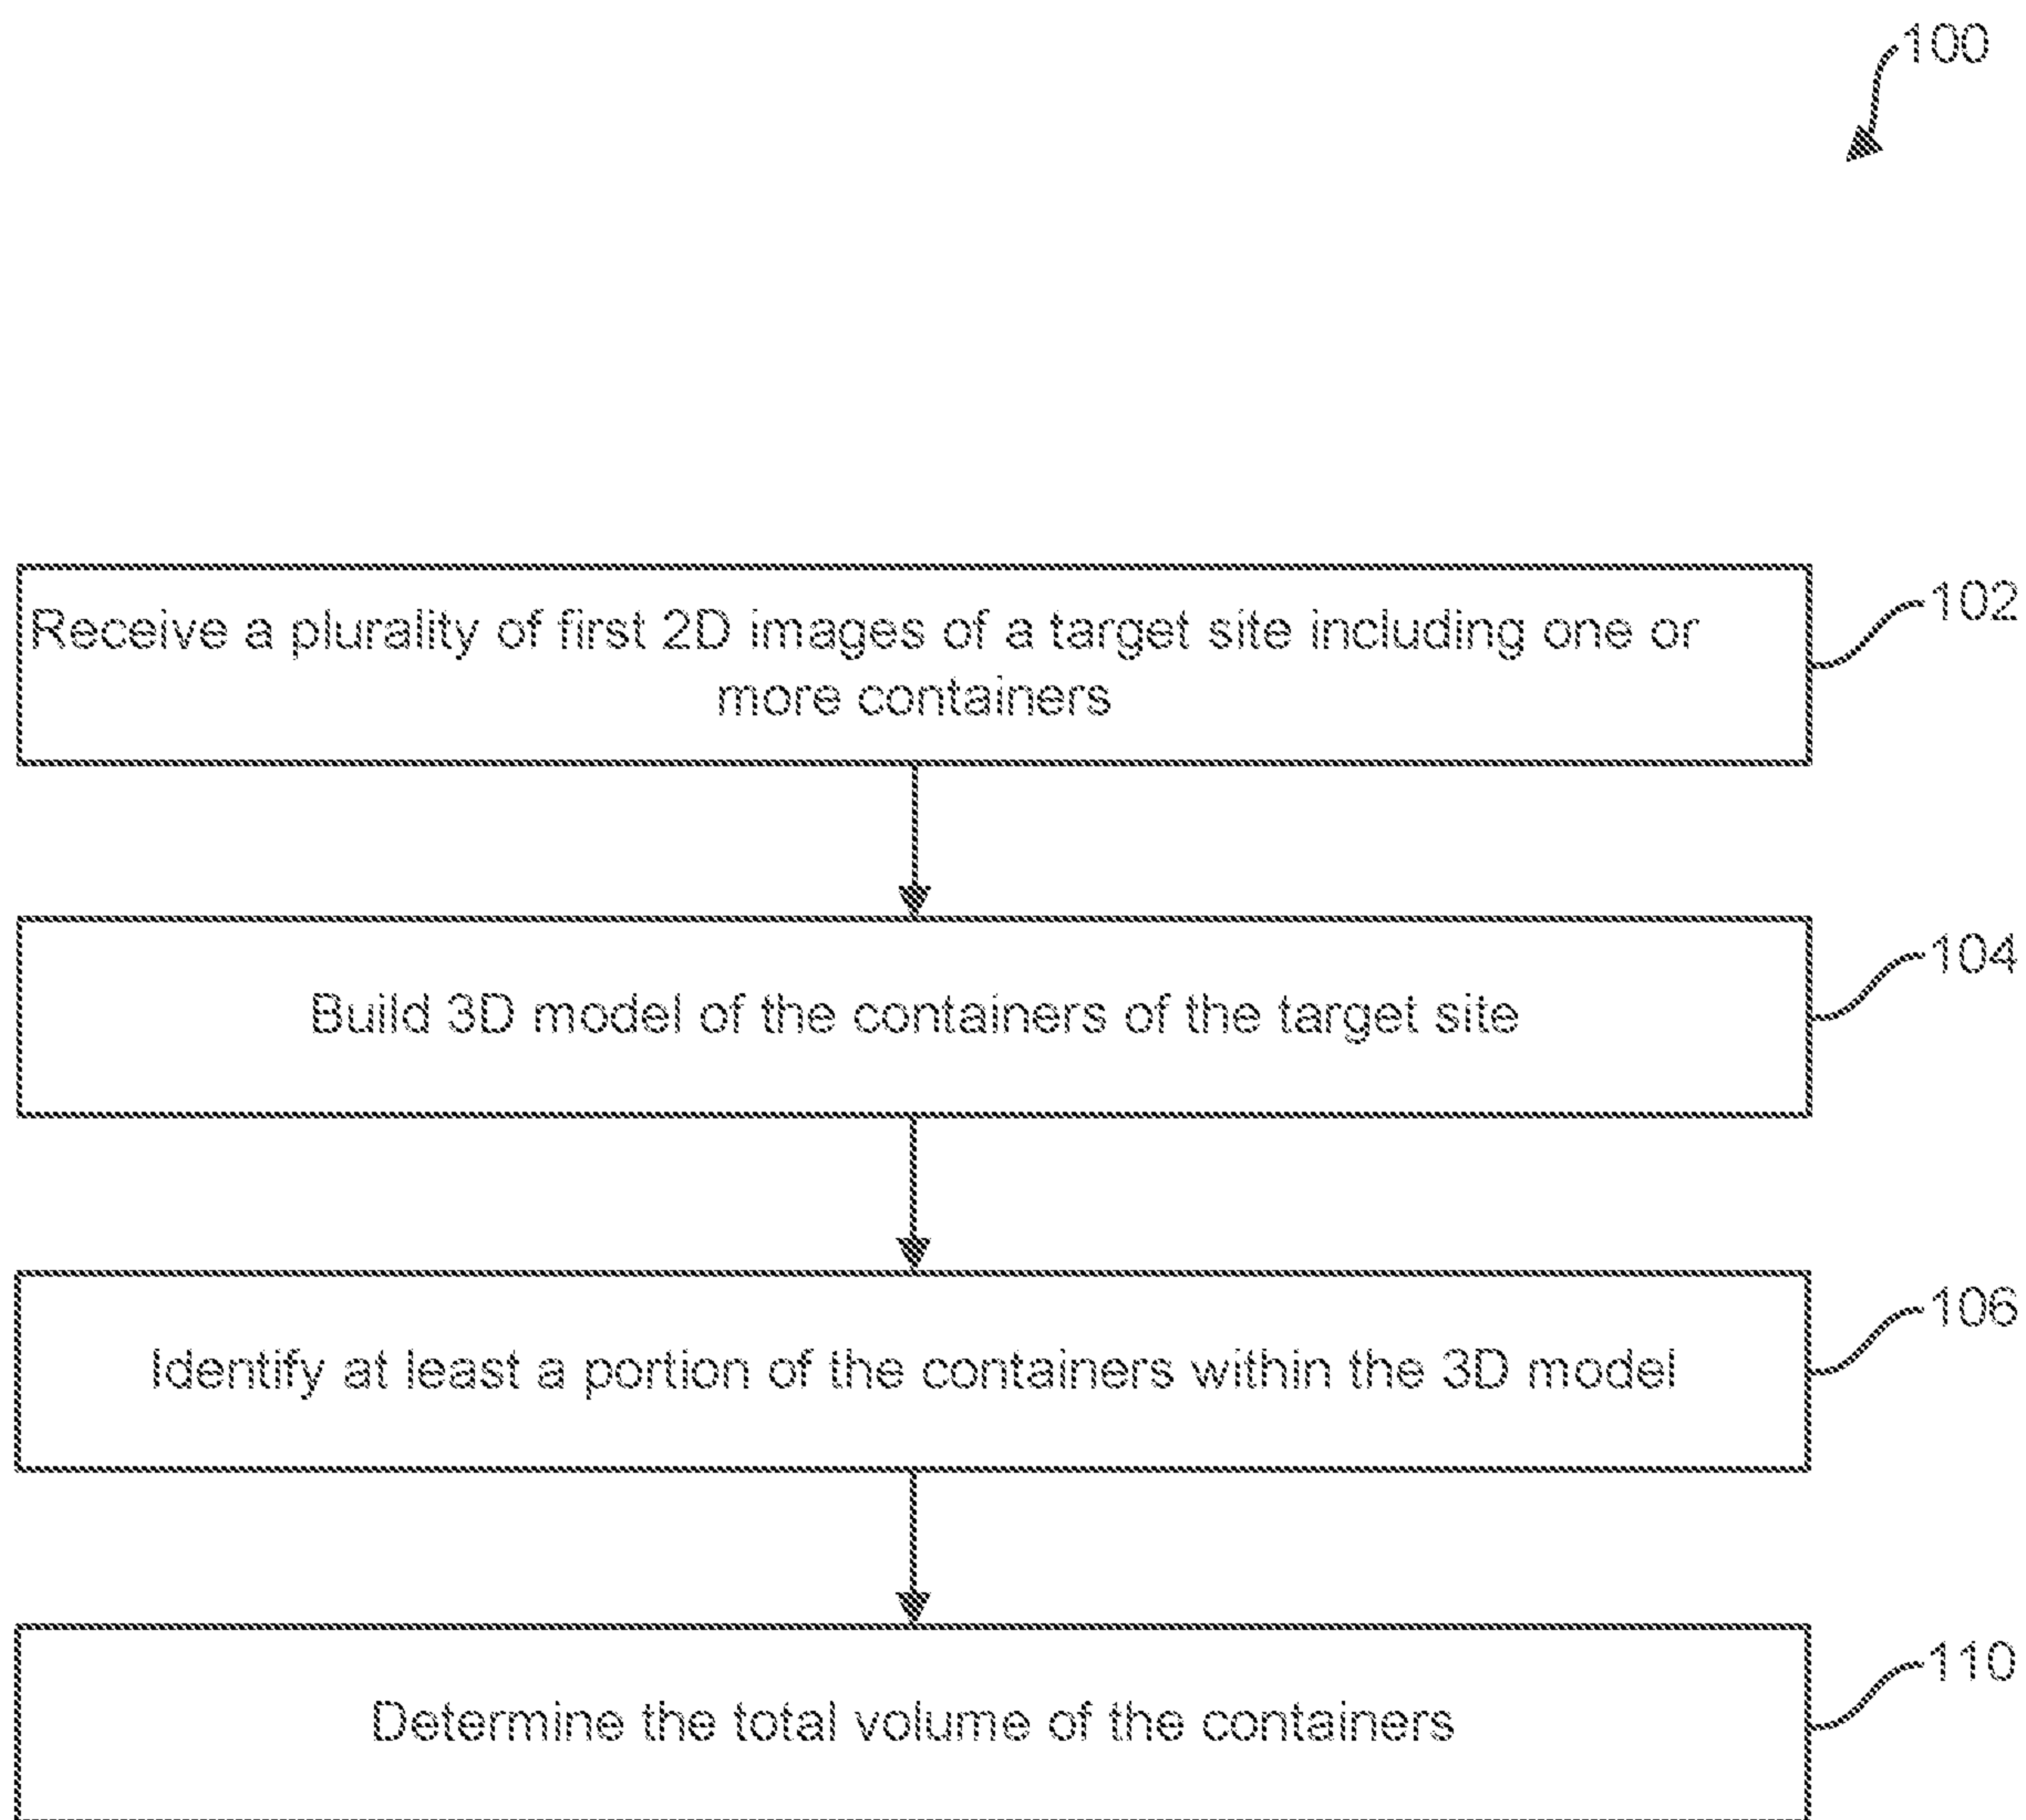 100
Receive a plurality of first 2D images of a target site including one or
more containers
102
Build 3D model of the containers of the target site
104
Identify at least a portion of the containers within the 3D model
106
Determine the total volume of the containers
110